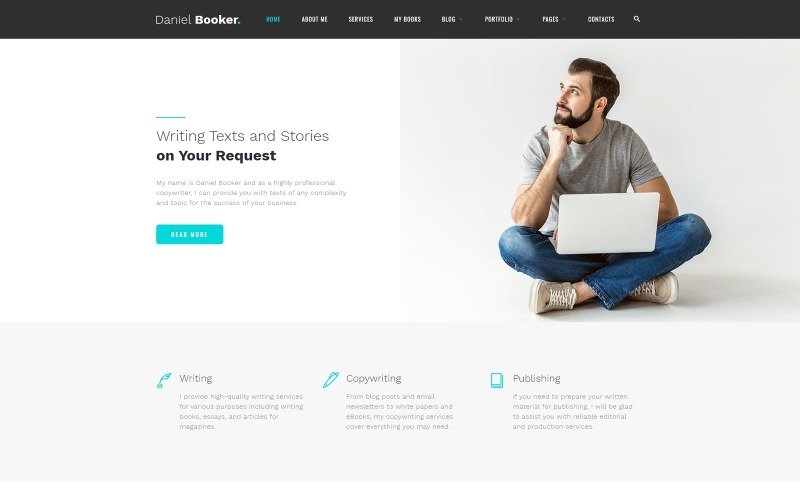 Daniel Booker.
HOME ABOUT ME SERVICES MY BOOKS BLOG PORTFOLIO PAGES CONTACTS
Writing Texts and Stories
on Your Request
My name is Daniel Booker and as a highly professional
copywriter, I can provide you with texts of any complexity
and topic for the success of your business.
READ MORE
Writing
I provide high-quality writing services
for various purposes including writing
books, essays, and articles for
magazines.
Copywriting
From blog posts and email
newsletters to white papers and
eBooks, my copywriting services
cover everything you may need.
Publishing
If you need to prepare your written
material for publishing, I will be glad
to assist you with reliable editorial
and production services.